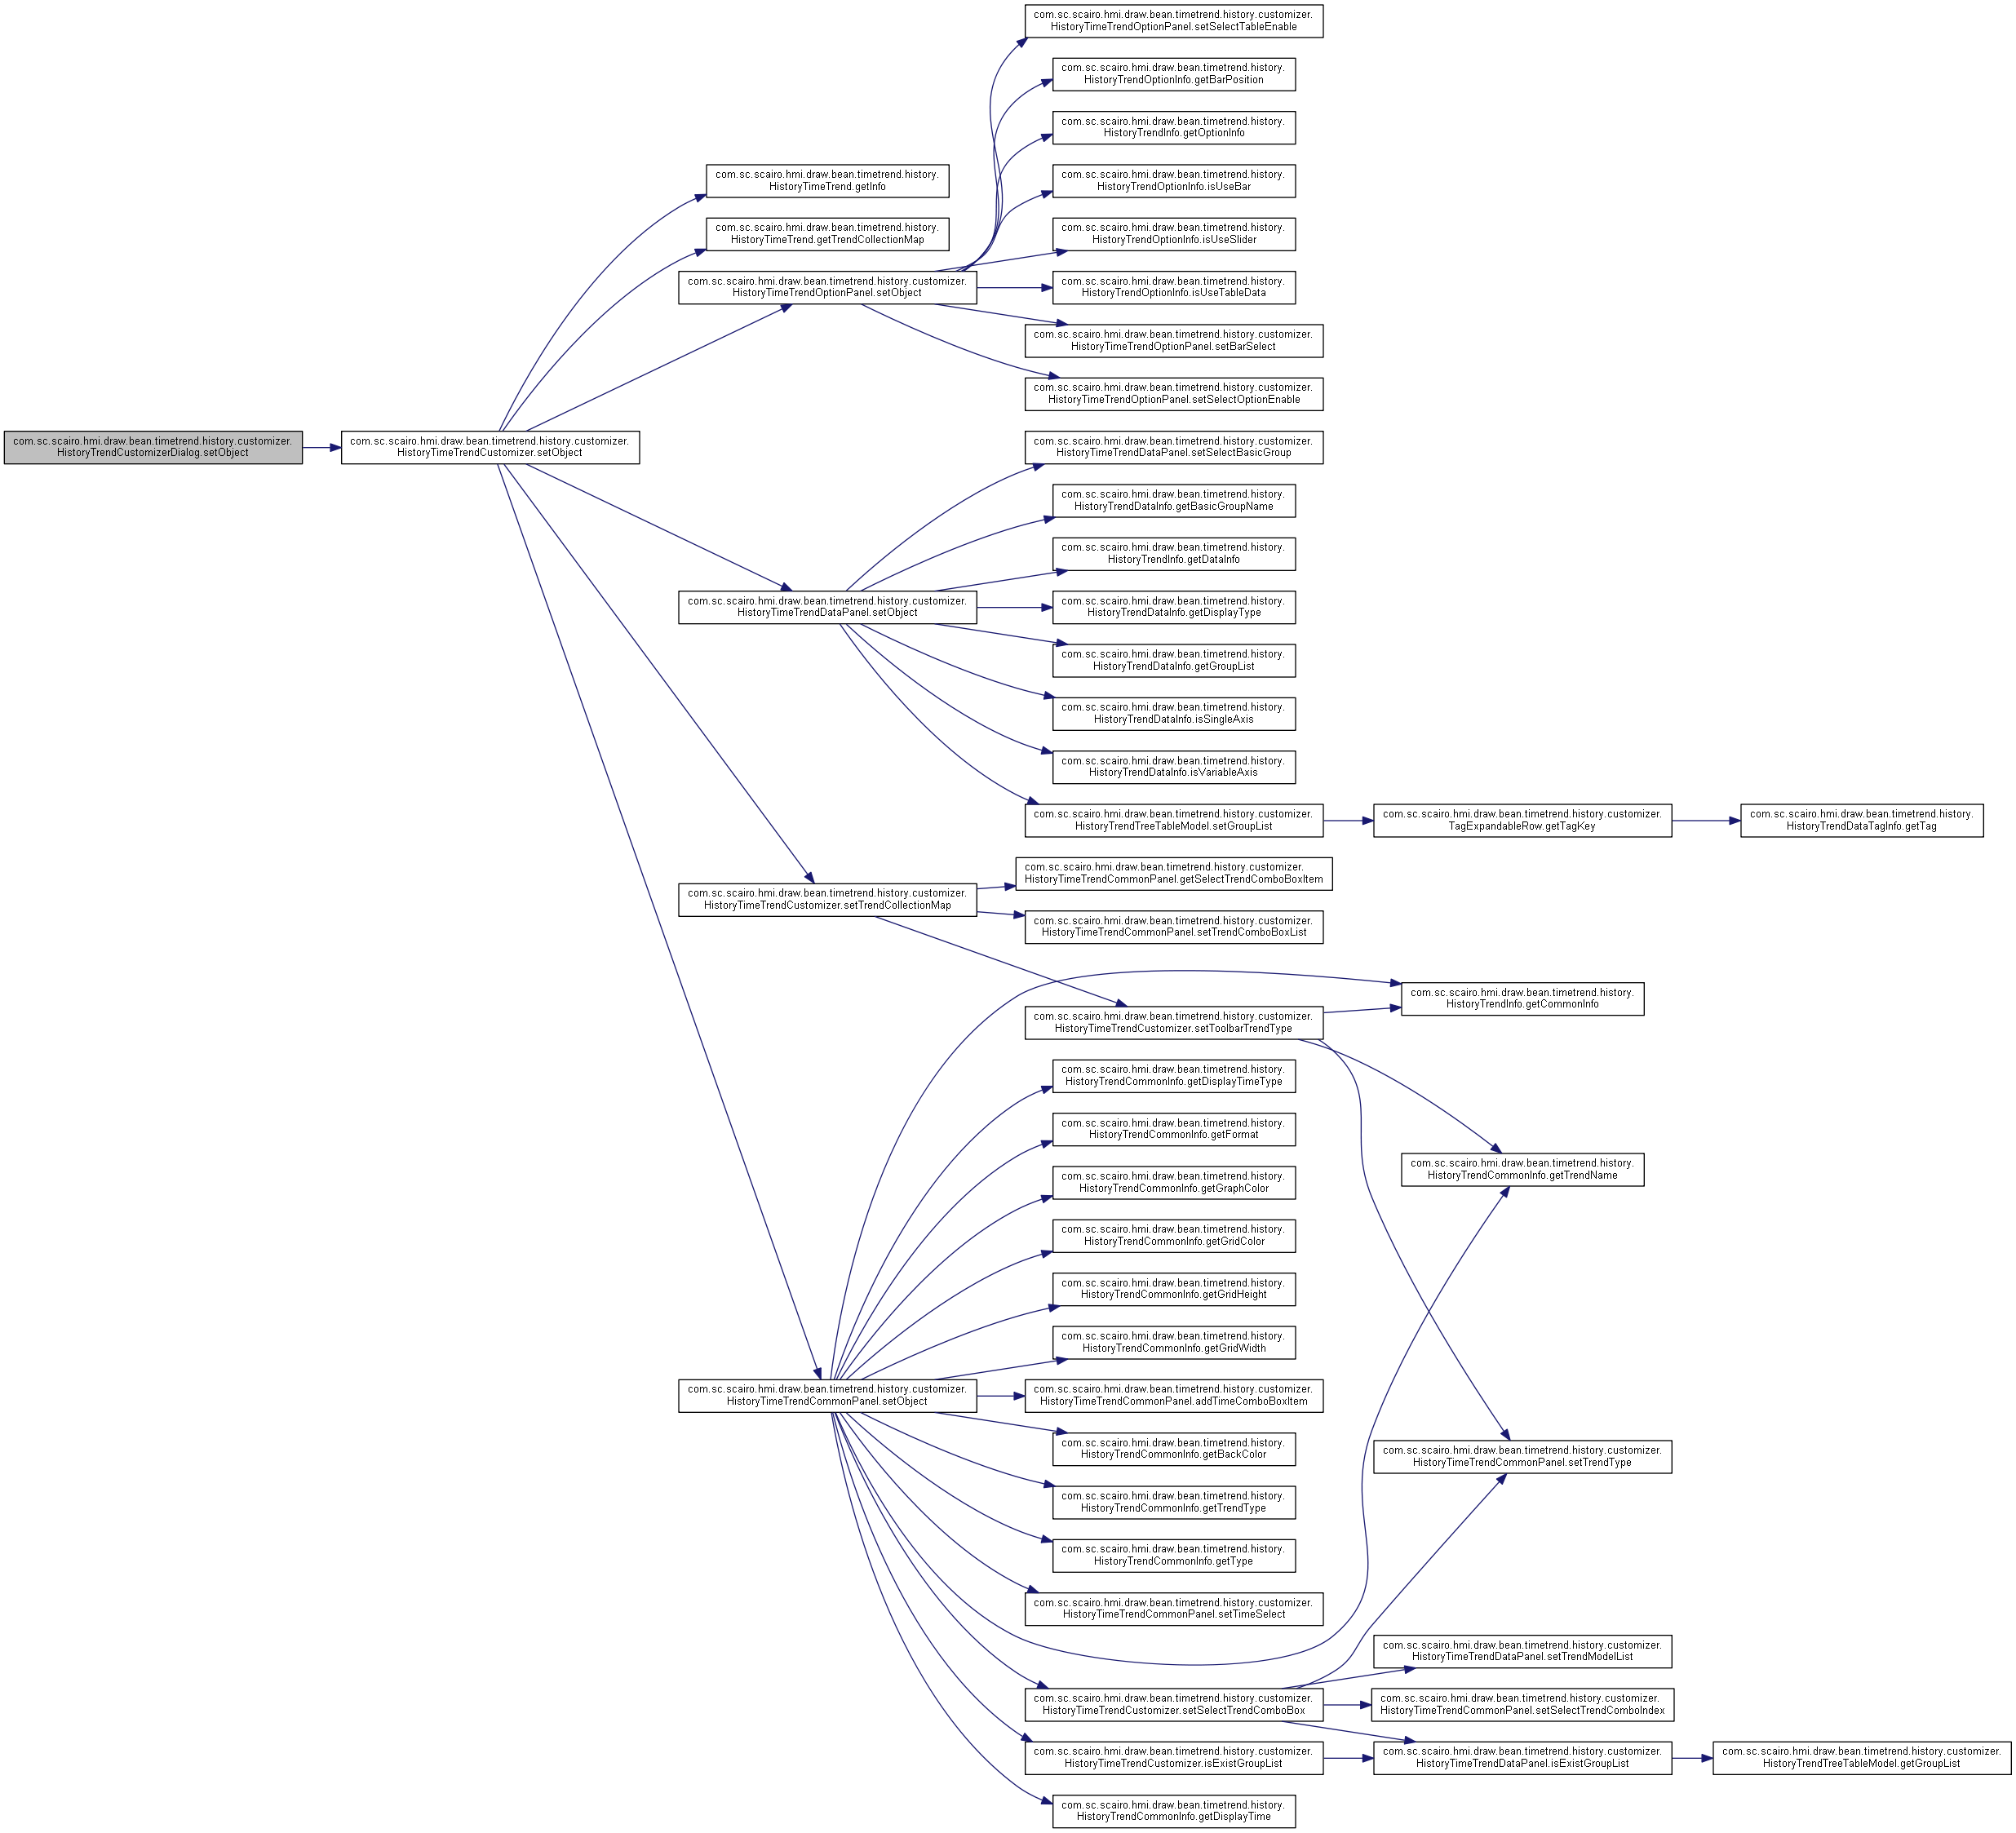 com.sc.scairo.hmi.draw.bean.timetrend.history.customizer.
HistoryTrendCustomizerDialog.setObject
com.sc.scairo.hmi.draw.bean.timetrend.history.customizer.
HistoryTimeTrendCustomizer.setObject
com.sc.scairo.hmi.draw.bean.timetrend.history.
HistoryTimeTrend.getInfo
com.sc.scairo.hmi.draw.bean.timetrend.history.
HistoryTimeTrend.getTrendCollectionMap
com.sc.scairo.hmi.draw.bean.timetrend.history.customizer.
HistoryTimeTrendOptionPanel.setObject
com.sc.scairo.hmi.draw.bean.timetrend.history.customizer.
HistoryTimeTrendDataPanel.setObject
com.sc.scairo.hmi.draw.bean.timetrend.history.customizer.
HistoryTimeTrendCustomizer.setTrendCollectionMap
com.sc.scairo.hmi.draw.bean.timetrend.history.customizer.
HistoryTimeTrendCommonPanel.setObject
com.sc.scairo.hmi.draw.bean.timetrend.history.customizer.
HistoryTimeTrendOptionPanel.setSelectTableEnable
com.sc.scairo.hmi.draw.bean.timetrend.history.
HistoryTrendOptionInfo.getBarPosition
com.sc.scairo.hmi.draw.bean.timetrend.history.
HistoryTrendInfo.getOptionInfo
com.sc.scairo.hmi.draw.bean.timetrend.history.
HistoryTrendOptionInfo.isUseBar
com.sc.scairo.hmi.draw.bean.timetrend.history.
HistoryTrendOptionInfo.isUseSlider
com.sc.scairo.hmi.draw.bean.timetrend.history.
HistoryTrendOptionInfo.isUseTableData
com.sc.scairo.hmi.draw.bean.timetrend.history.customizer.
HistoryTimeTrendOptionPanel.setBarSelect
com.sc.scairo.hmi.draw.bean.timetrend.history.customizer.
HistoryTimeTrendOptionPanel.setSelectOptionEnable
com.sc.scairo.hmi.draw.bean.timetrend.history.customizer.
HistoryTimeTrendDataPanel.setSelectBasicGroup
com.sc.scairo.hmi.draw.bean.timetrend.history.
HistoryTrendDataInfo.getBasicGroupName
com.sc.scairo.hmi.draw.bean.timetrend.history.
HistoryTrendInfo.getDataInfo
com.sc.scairo.hmi.draw.bean.timetrend.history.
HistoryTrendDataInfo.getDisplayType
com.sc.scairo.hmi.draw.bean.timetrend.history.
HistoryTrendDataInfo.getGroupList
com.sc.scairo.hmi.draw.bean.timetrend.history.
HistoryTrendDataInfo.isSingleAxis
com.sc.scairo.hmi.draw.bean.timetrend.history.
HistoryTrendDataInfo.isVariableAxis
com.sc.scairo.hmi.draw.bean.timetrend.history.customizer.
HistoryTrendTreeTableModel.setGroupList
com.sc.scairo.hmi.draw.bean.timetrend.history.customizer.
TagExpandableRow.getTagKey
com.sc.scairo.hmi.draw.bean.timetrend.history.
HistoryTrendDataTagInfo.getTag
com.sc.scairo.hmi.draw.bean.timetrend.history.customizer.
HistoryTimeTrendCommonPanel.getSelectTrendComboBoxItem
com.sc.scairo.hmi.draw.bean.timetrend.history.customizer.
HistoryTimeTrendCommonPanel.setTrendComboBoxList
com.sc.scairo.hmi.draw.bean.timetrend.history.customizer.
HistoryTimeTrendCustomizer.setToolbarTrendType
com.sc.scairo.hmi.draw.bean.timetrend.history.
HistoryTrendInfo.getCommonInfo
com.sc.scairo.hmi.draw.bean.timetrend.history.
HistoryTrendCommonInfo.getDisplayTimeType
com.sc.scairo.hmi.draw.bean.timetrend.history.
HistoryTrendCommonInfo.getFormat
com.sc.scairo.hmi.draw.bean.timetrend.history.
HistoryTrendCommonInfo.getTrendName
com.sc.scairo.hmi.draw.bean.timetrend.history.
HistoryTrendCommonInfo.getGraphColor
com.sc.scairo.hmi.draw.bean.timetrend.history.
HistoryTrendCommonInfo.getGridColor
com.sc.scairo.hmi.draw.bean.timetrend.history.
HistoryTrendCommonInfo.getGridHeight
com.sc.scairo.hmi.draw.bean.timetrend.history.
HistoryTrendCommonInfo.getGridWidth
com.sc.scairo.hmi.draw.bean.timetrend.history.customizer.
HistoryTimeTrendCommonPanel.addTimeComboBoxItem
com.sc.scairo.hmi.draw.bean.timetrend.history.
HistoryTrendCommonInfo.getBackColor
com.sc.scairo.hmi.draw.bean.timetrend.history.customizer.
HistoryTimeTrendCommonPanel.setTrendType
com.sc.scairo.hmi.draw.bean.timetrend.history.
HistoryTrendCommonInfo.getTrendType
com.sc.scairo.hmi.draw.bean.timetrend.history.
HistoryTrendCommonInfo.getType
com.sc.scairo.hmi.draw.bean.timetrend.history.customizer.
HistoryTimeTrendCommonPanel.setTimeSelect
com.sc.scairo.hmi.draw.bean.timetrend.history.customizer.
HistoryTimeTrendDataPanel.setTrendModelList
com.sc.scairo.hmi.draw.bean.timetrend.history.customizer.
HistoryTimeTrendCustomizer.setSelectTrendComboBox
com.sc.scairo.hmi.draw.bean.timetrend.history.customizer.
HistoryTimeTrendCommonPanel.setSelectTrendComboIndex
com.sc.scairo.hmi.draw.bean.timetrend.history.customizer.
HistoryTimeTrendCustomizer.isExistGroupList
com.sc.scairo.hmi.draw.bean.timetrend.history.customizer.
HistoryTimeTrendDataPanel.isExistGroupList
com.sc.scairo.hmi.draw.bean.timetrend.history.customizer.
HistoryTrendTreeTableModel.getGroupList
com.sc.scairo.hmi.draw.bean.timetrend.history.
HistoryTrendCommonInfo.getDisplayTime